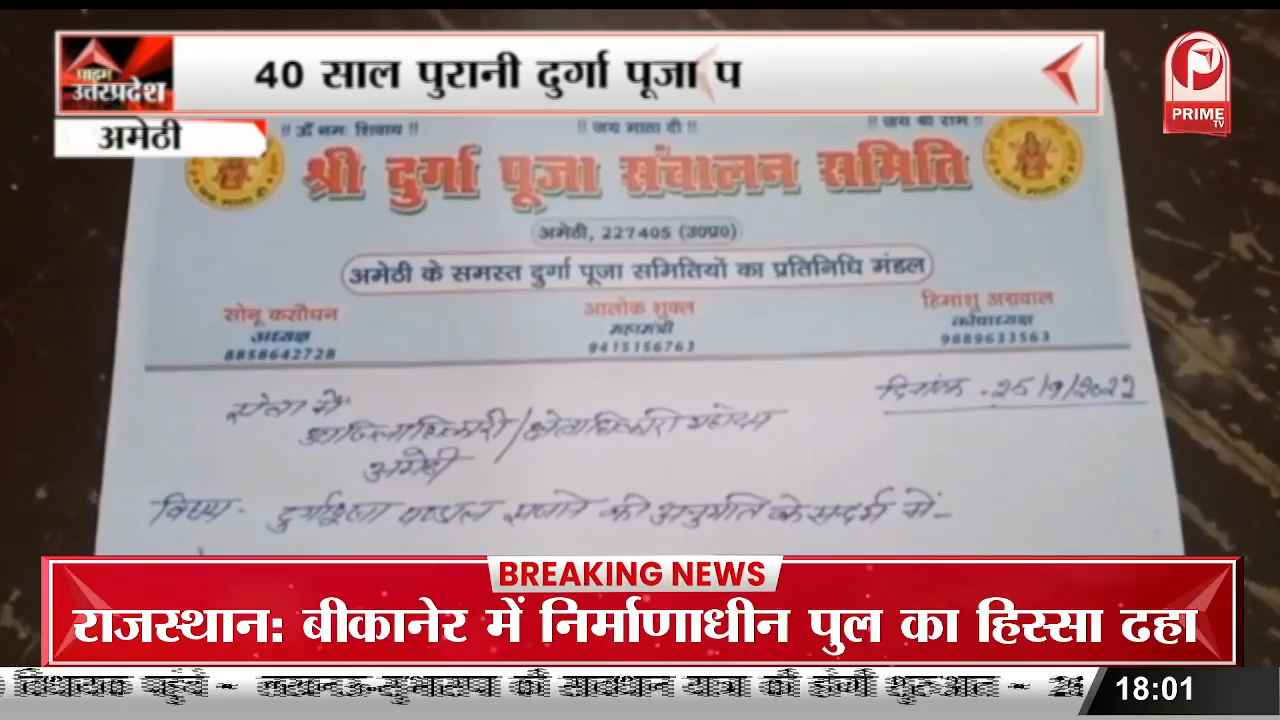 40 साल पुरानी दुर्गा पूजा प
प्राइम
उत्तरप्रदेश
PRIME
TV
अमेठी
!! ॐ नमः शिवाय !!
!! जय माता दी !!
!! जय श्री राम !!
श्री दुर्गा पूजा संचालन समिति
अमेठी, 227405 (उ0प्र0)
अमेठी के समस्त दुर्गा पूजा समितियों का प्रतिनिधि मंडल
सोनू कसौधन
अध्यक्ष
8858642728
आलोक शुक्ल
महामंत्री
9415156763
हिमांशु अग्रवाल
कोषाध्यक्ष
9889633563
दिनांक - 25/9/2022
सेवा में
अमेठी
विषय - दुर्गापूजा पण्डाल सजाने की अनुमति के सन्दर्भ में -
BREAKING NEWS
राजस्थान: बीकानेर में निर्माणाधीन पुल का हिस्सा ढहा
की सावधान यात्रा की होगी शुरुआत -
18:01